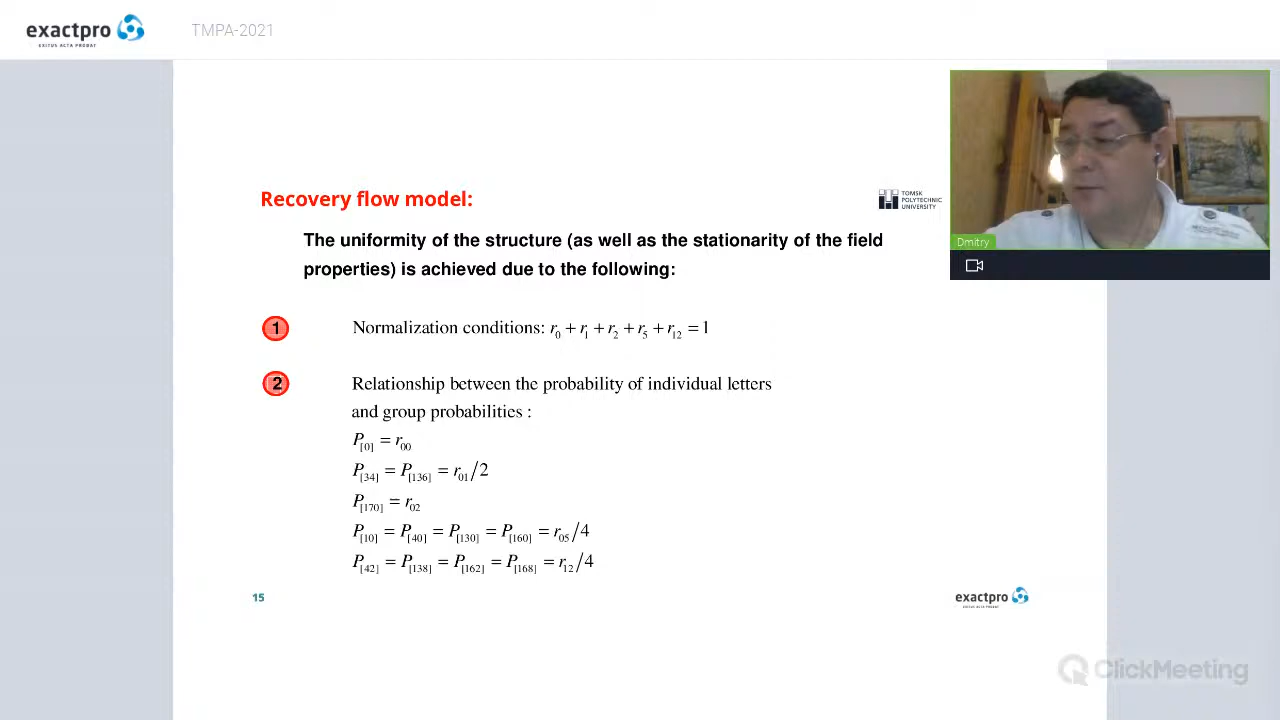 exactpro
EXITUS ACTA PROBAT
TMPA-2021
Recovery flow model:
TOMSK
POLYTECHNIC
UNIVERSITY
The uniformity of the structure (as well as the stationarity of the field
properties) is achieved due to the following:
Dmitry
1 Normalization conditions: r₀ + r₁ + r₂ + r₅ + r₁₂ = 1
2 Relationship between the probability of individual letters
and group probabilities :
P[0] = r₀₀
P[34] = P[136] = r₀₁/2
P[170] = r₀₂
P[10] = P[40] = P[130] = P[160] = r₀₅/4
P[42] = P[138] = P[162] = P[168] = r₁₂/4
15
exactpro
EXITUS ACTA PROBAT
ClickMeeting